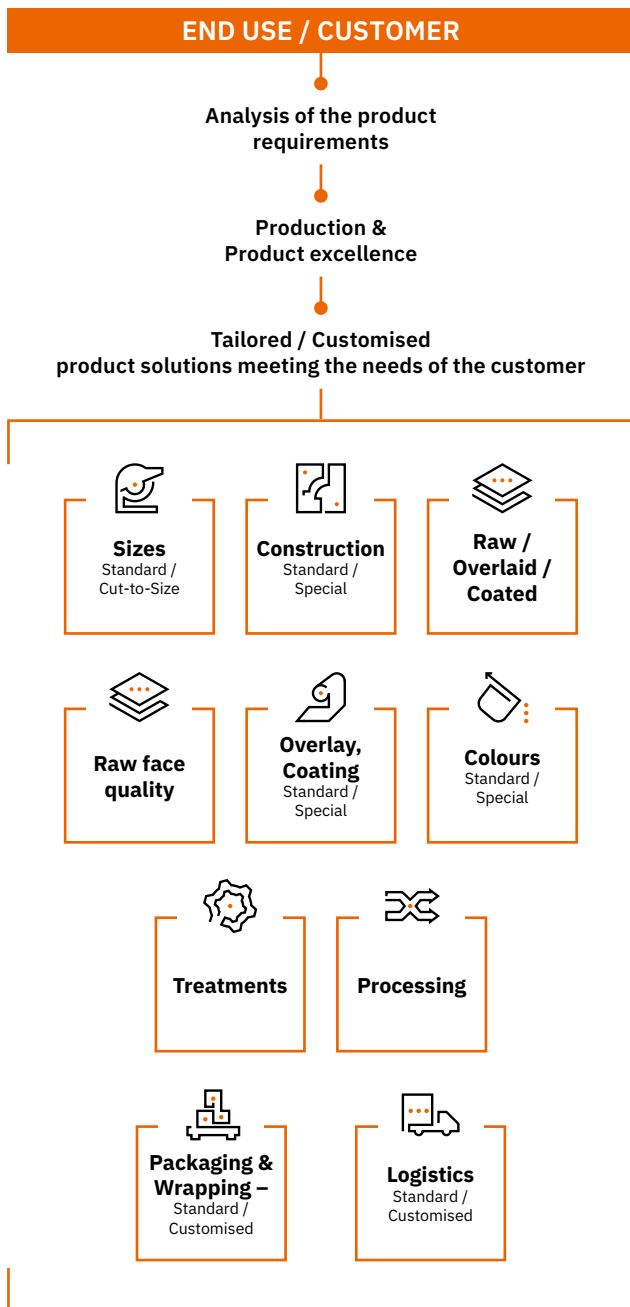 END USE / CUSTOMER
Analysis of the product
requirements
Production &
Product excellence
Tailored / Customised
product solutions meeting the needs of the customer
Sizes
Standard /
Cut-to-Size
Construction
Standard /
Special
Raw /
Overlaid /
Coated
Raw face
quality
Overlay,
Coating
Standard /
Special
Colours
Standard /
Special
Treatments
Processing
Packaging &
Wrapping –
Standard /
Customised
Logistics
Standard /
Customised